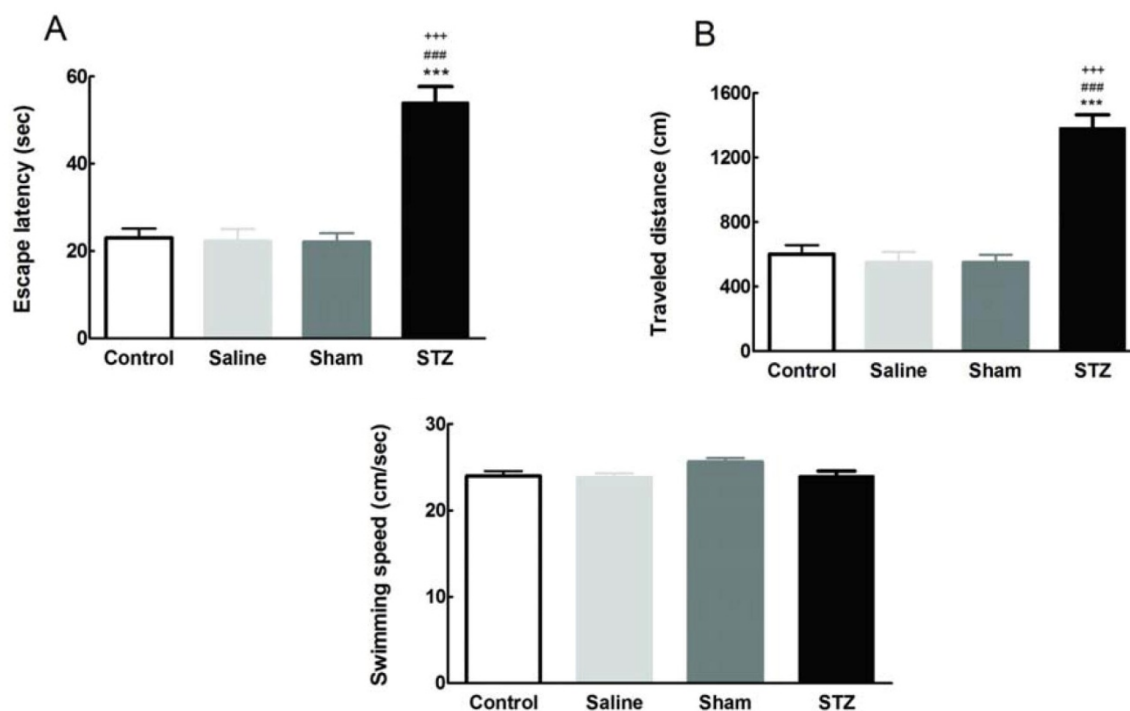 A
+++
###
***
Escape latency (sec)
60
40
20
0
Control Saline Sham STZ
B
+++
###
***
Traveled distance (cm)
1600
1200
800
400
0
Control Saline Sham STZ
Swimming speed (cm/sec)
30
20
10
0
Control Saline Sham STZ